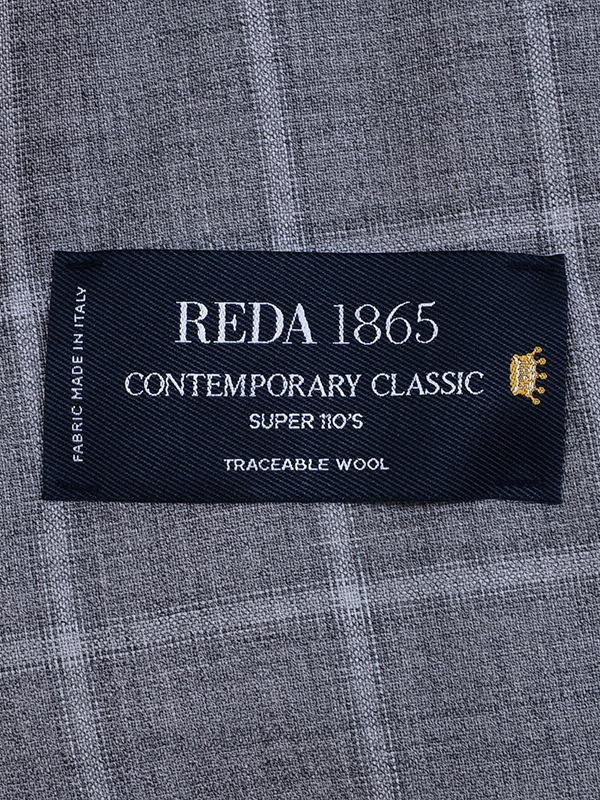 REDA 1865
CONTEMPORARY CLASSIC
SUPER 110'S
TRACEABLE WOOL
FABRIC MADE IN ITALY